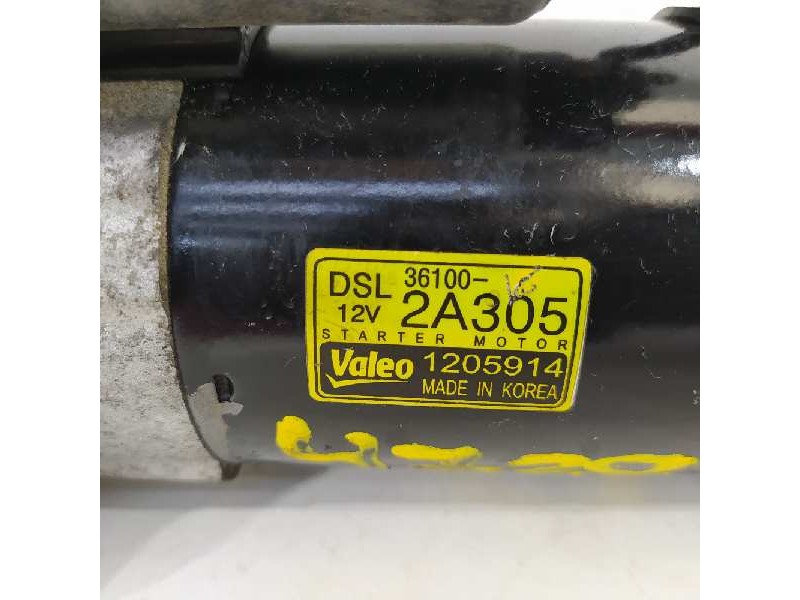 DSL 36100-
12V 2A305
STARTER MOTOR
Valeo 1205914
MADE IN KOREA